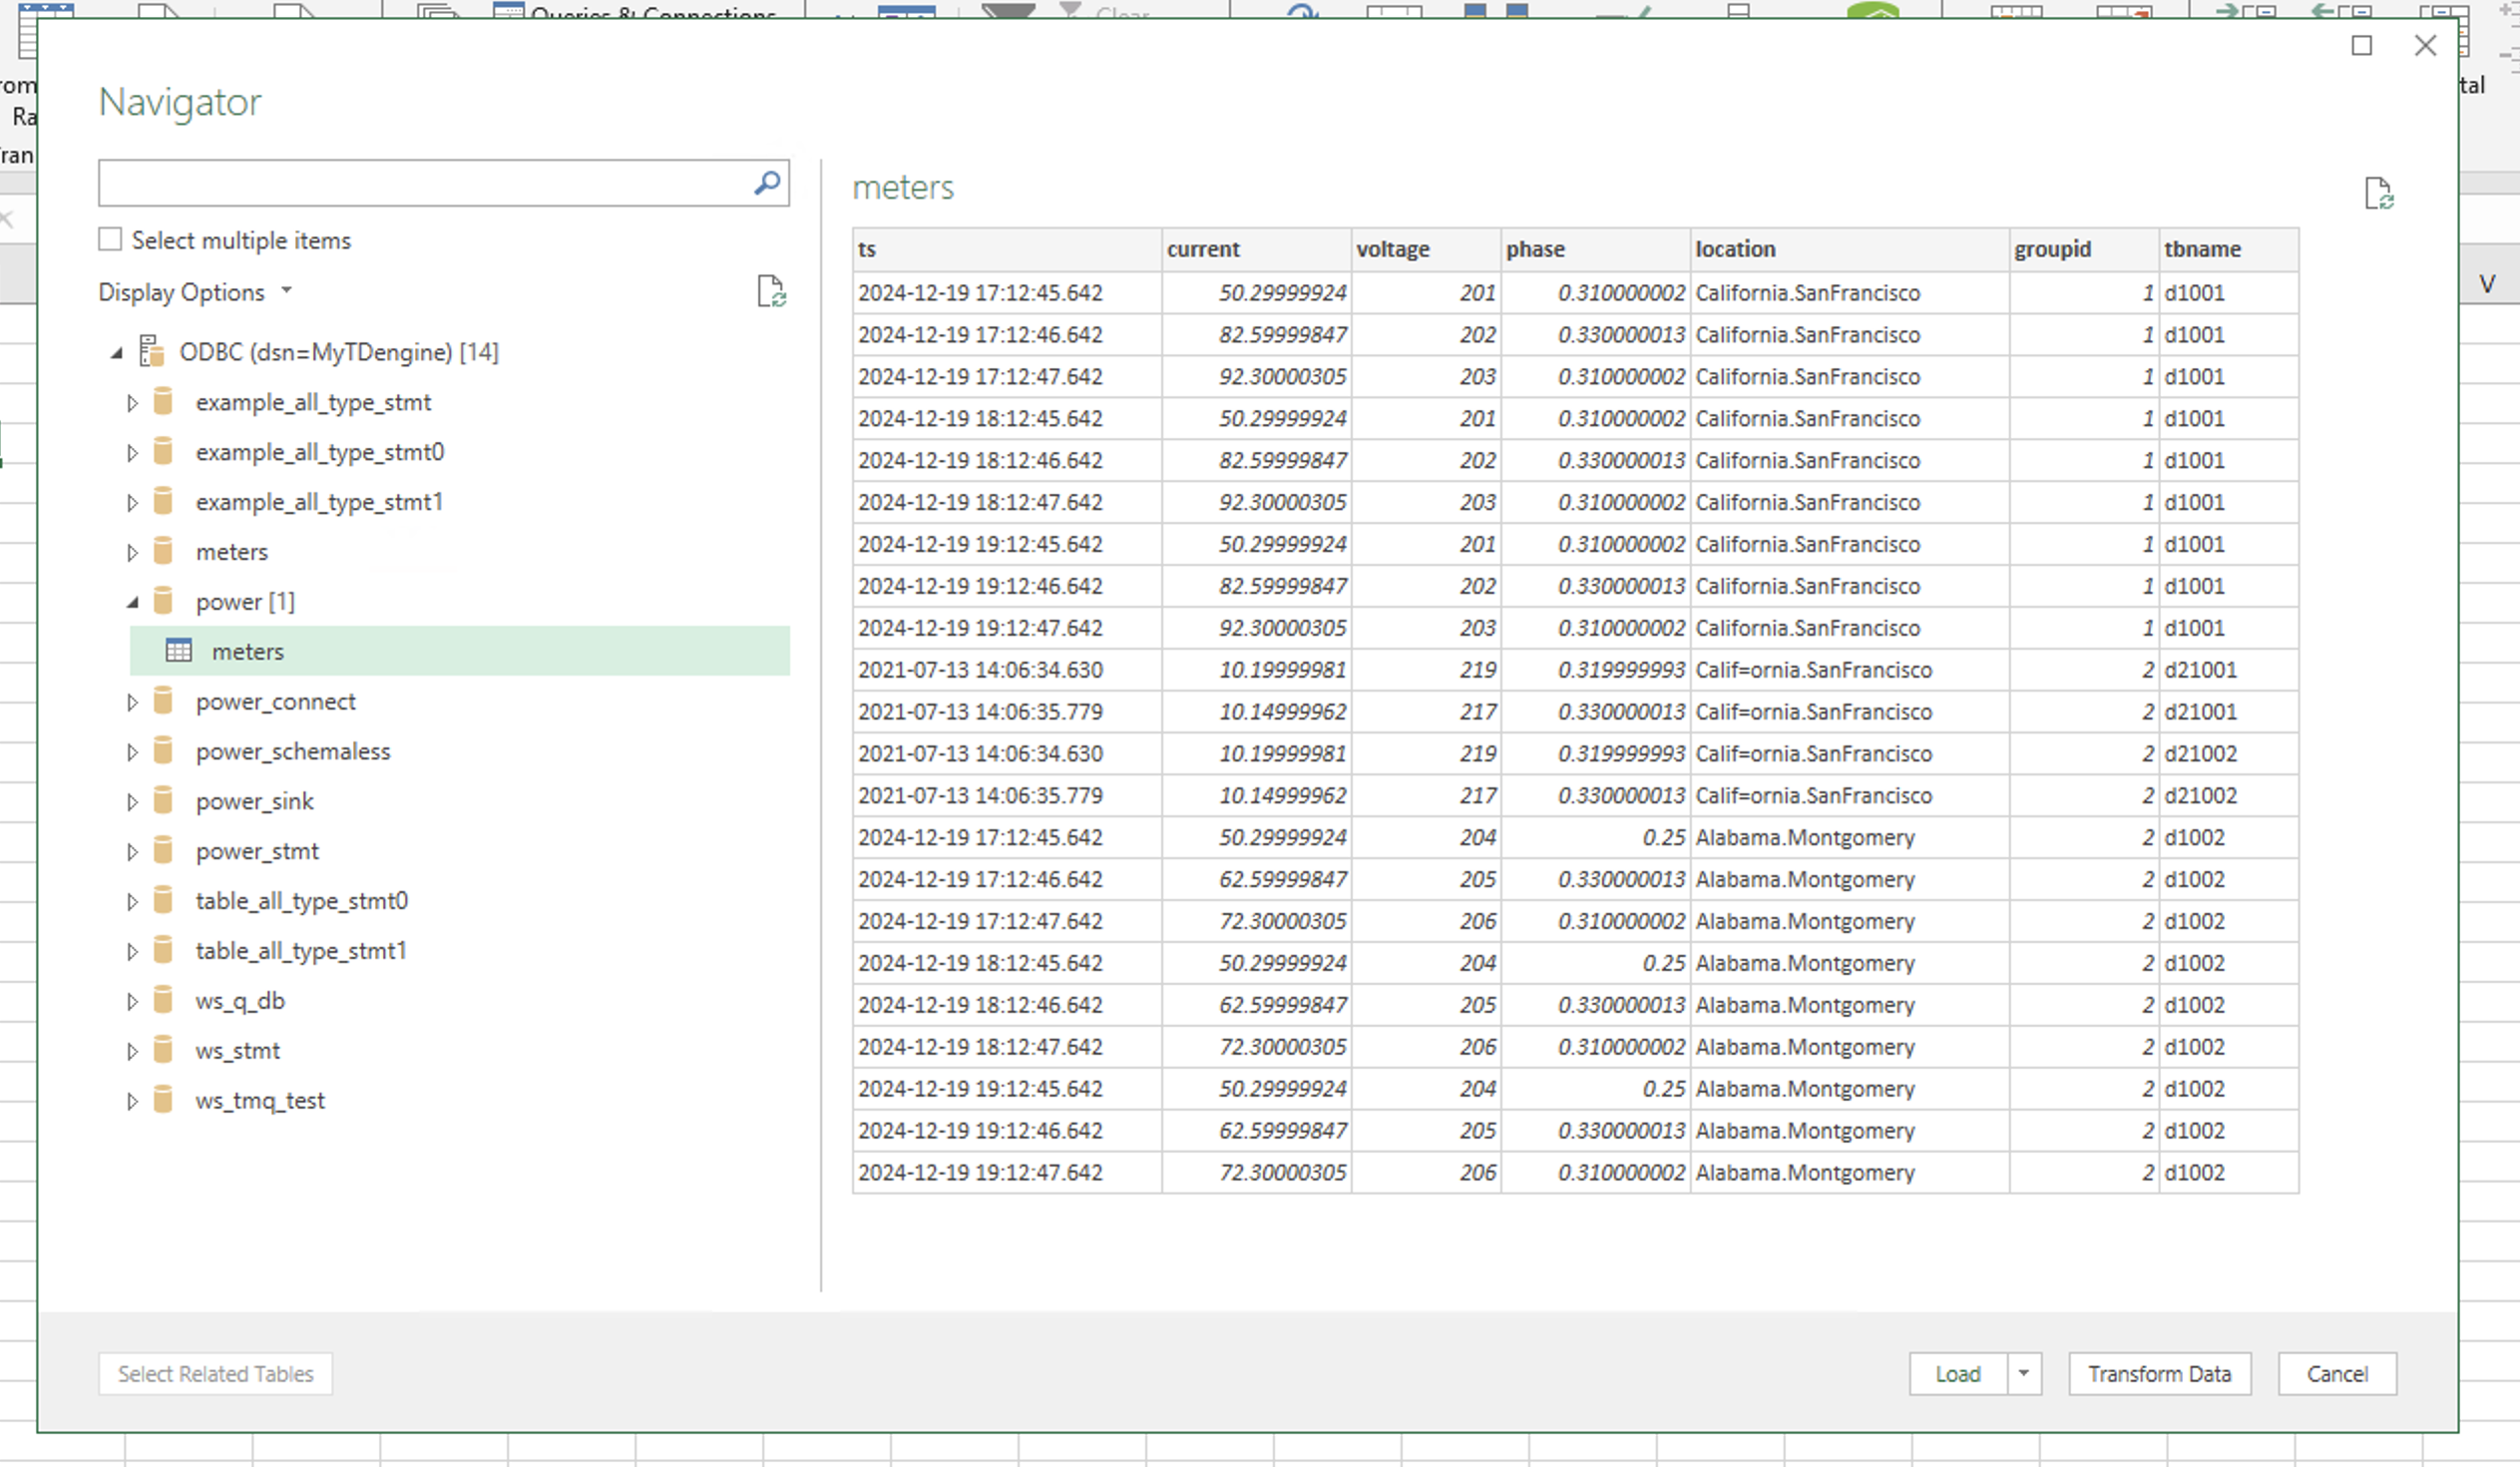 Queries & Connections
Clear
Navigator
Select multiple items
Display Options
ODBC (dsn=MyTDengine) [14]
example_all_type_stmt
example_all_type_stmt0
example_all_type_stmt1
meters
power [1]
meters
power_connect
power_schemaless
power_sink
power_stmt
table_all_type_stmt0
table_all_type_stmt1
ws_q_db
ws_stmt
ws_tmq_test
meters
ts current voltage phase location groupid tbname
2024-12-19 17:12:45.642 50.29999924 201 0.310000002 California.SanFrancisco 1 d1001
2024-12-19 17:12:46.642 82.59999847 202 0.330000013 California.SanFrancisco 1 d1001
2024-12-19 17:12:47.642 92.30000305 203 0.310000002 California.SanFrancisco 1 d1001
2024-12-19 18:12:45.642 50.29999924 201 0.310000002 California.SanFrancisco 1 d1001
2024-12-19 18:12:46.642 82.59999847 202 0.330000013 California.SanFrancisco 1 d1001
2024-12-19 18:12:47.642 92.30000305 203 0.310000002 California.SanFrancisco 1 d1001
2024-12-19 19:12:45.642 50.29999924 201 0.310000002 California.SanFrancisco 1 d1001
2024-12-19 19:12:46.642 82.59999847 202 0.330000013 California.SanFrancisco 1 d1001
2024-12-19 19:12:47.642 92.30000305 203 0.310000002 California.SanFrancisco 1 d1001
2021-07-13 14:06:34.630 10.19999981 219 0.319999993 Calif=ornia.SanFrancisco 2 d21001
2021-07-13 14:06:35.779 10.14999962 217 0.330000013 Calif=ornia.SanFrancisco 2 d21001
2021-07-13 14:06:34.630 10.19999981 219 0.319999993 Calif=ornia.SanFrancisco 2 d21002
2021-07-13 14:06:35.779 10.14999962 217 0.330000013 Calif=ornia.SanFrancisco 2 d21002
2024-12-19 17:12:45.642 50.29999924 204 0.25 Alabama.Montgomery 2 d1002
2024-12-19 17:12:46.642 62.59999847 205 0.330000013 Alabama.Montgomery 2 d1002
2024-12-19 17:12:47.642 72.30000305 206 0.310000002 Alabama.Montgomery 2 d1002
2024-12-19 18:12:45.642 50.29999924 204 0.25 Alabama.Montgomery 2 d1002
2024-12-19 18:12:46.642 62.59999847 205 0.330000013 Alabama.Montgomery 2 d1002
2024-12-19 18:12:47.642 72.30000305 206 0.310000002 Alabama.Montgomery 2 d1002
2024-12-19 19:12:45.642 50.29999924 204 0.25 Alabama.Montgomery 2 d1002
2024-12-19 19:12:46.642 62.59999847 205 0.330000013 Alabama.Montgomery 2 d1002
2024-12-19 19:12:47.642 72.30000305 206 0.310000002 Alabama.Montgomery 2 d1002
V
Select Related Tables
Load
Transform Data
Cancel